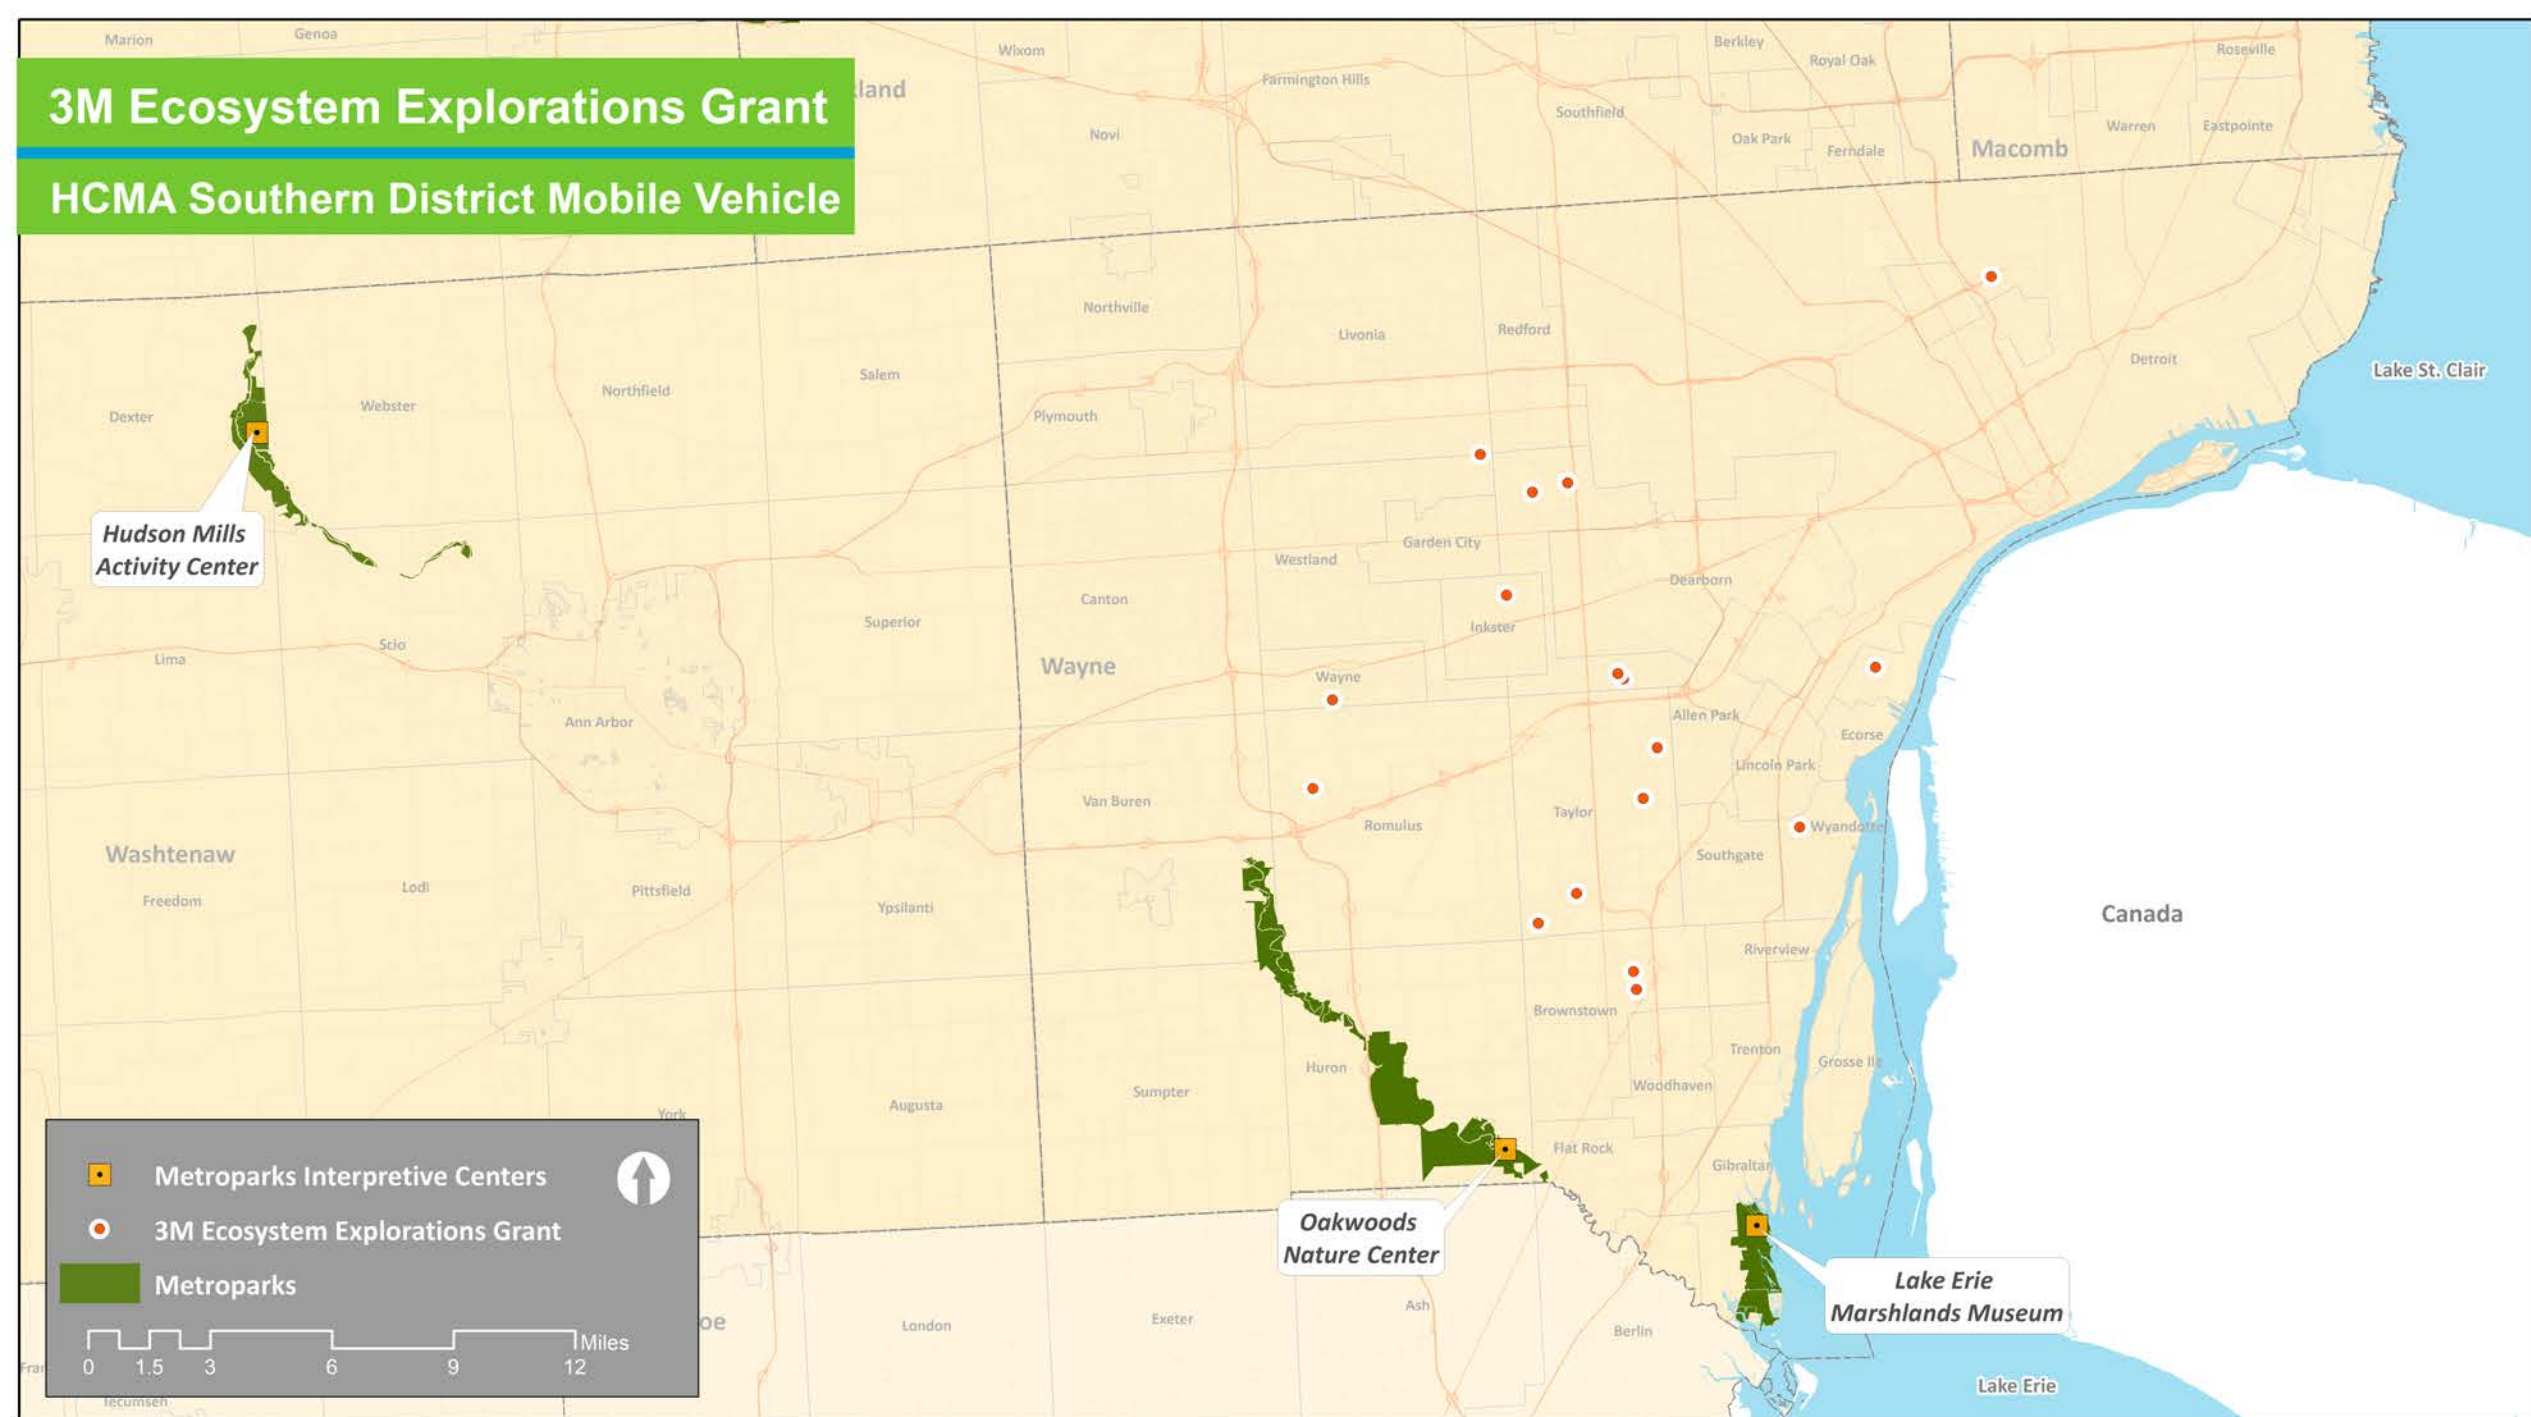 Marion
Genoa
Wixom
Berkley
Royal Oak
Roseville
3M Ecosystem Explorations Grant
HCMA Southern District Mobile Vehicle
Farmington Hills
Southfield
Novi
Oak Park
Ferndale
Macomb
Warren
Eastpointe
Northville
Livonia
Redford
Detroit
Lake St. Clair
Dexter
Webster
Northfield
Salem
Plymouth
Hudson Mills
Activity Center
Westland
Garden City
Dearborn
Canton
Superior
Inkster
Lima
Scio
Wayne
Wayne
Ann Arbor
Allen Park
Ecorse
Lincoln Park
Van Buren
Romulus
Taylor
Wyandotte
Southgate
Washtenaw
Freedom
Lodi
Pittsfield
Ypsilanti
Canada
Riverview
Brownstown
Trenton
Grosse Ile
Huron
Woodhaven
Sumpter
Augusta
York
Flat Rock
Gibraltar
Metroparks Interpretive Centers
3M Ecosystem Explorations Grant
Metroparks
Miles
0 1.5 3 6 9 12
Oakwoods
Nature Center
Lake Erie
Marshlands Museum
Ash
Exeter
London
Berlin
Lake Erie
Tecumseh